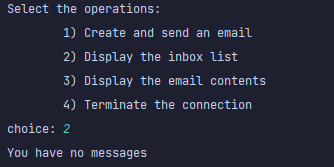 Select the operations:
1) Create and send an email
2) Display the inbox list
3) Display the email contents
4) Terminate the connection
choice: 2
You have no messages